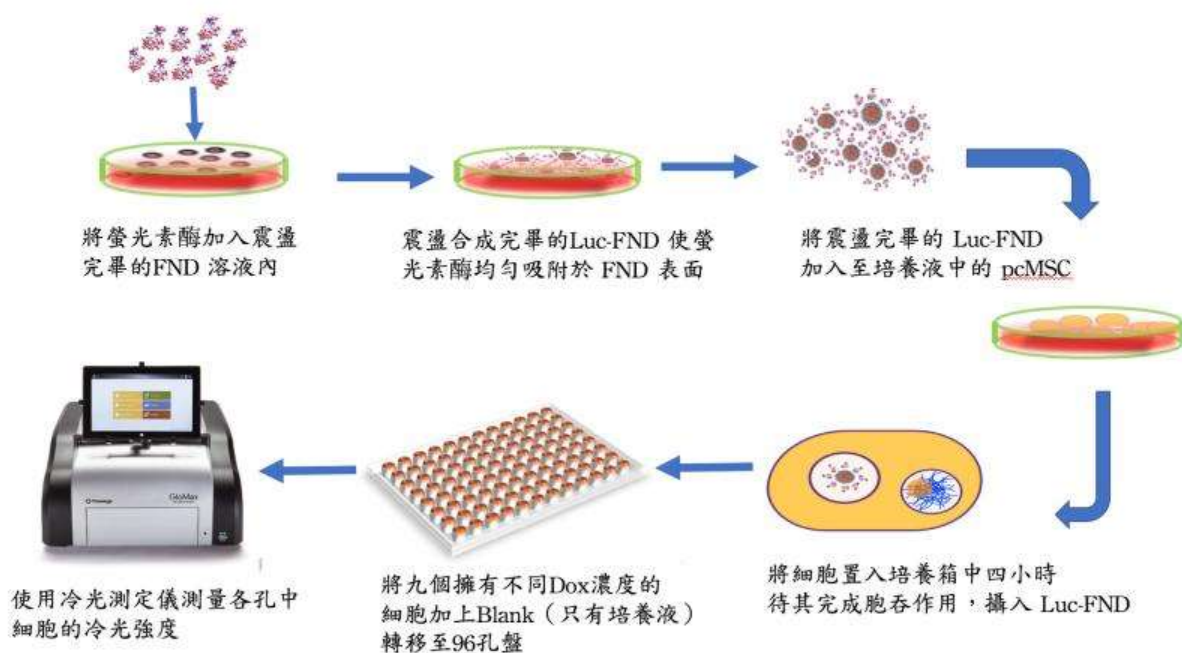 將螢光素酶加入震盪
完畢的FND 溶液內
震盪合成完畢的Luc-FND 使螢
光素酶均勻吸附於 FND 表面
將震盪完畢的 Luc-FND
加入至培養液中的 pcMSC
將細胞置入培養箱中四小時
待其完成胞吞作用，攝入 Luc-FND
將九個擁有不同Dox濃度的
細胞加上Blank（只有培養液）
轉移至96孔盤
Promega
GloMax
使用冷光測定儀測量各孔中
細胞的冷光強度